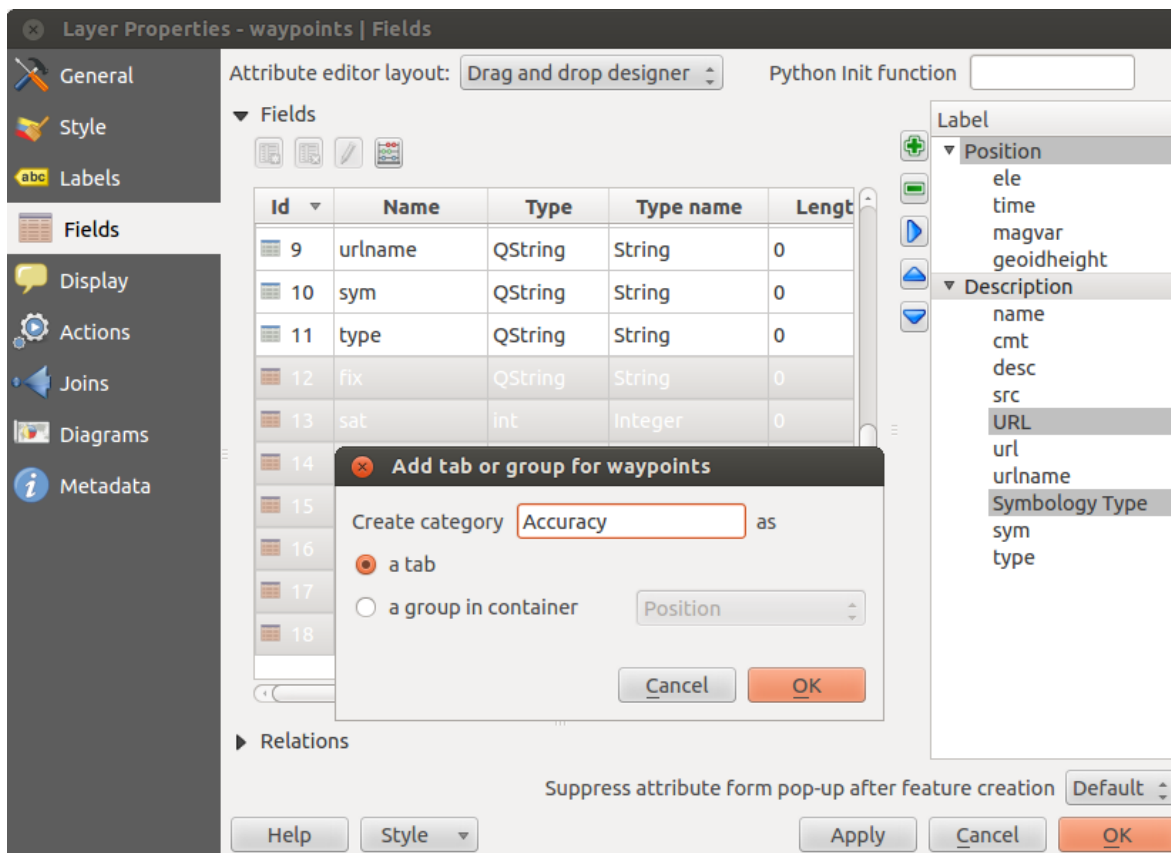 Layer Properties - waypoints | Fields
General
Style
abc Labels
Fields
Display
Actions
Joins
Diagrams
i Metadata
Attribute editor layout: Drag and drop designer Python Init function
Fields
Id Name Type Type name Lengt
9 urlname QString String 0
10 sym QString String 0
11 type QString String 0
12 fix QString String 0
13 sat int Integer 0
14
15
16
17
18
Relations
Label
Position
ele
time
magvar
geoidheight
Description
name
cmt
desc
src
URL
url
urlname
Symbology Type
sym
type
Add tab or group for waypoints
Create category Accuracy as
a tab
a group in container Position
Cancel OK
Suppress attribute form pop-up after feature creation Default
Help Style Apply Cancel OK